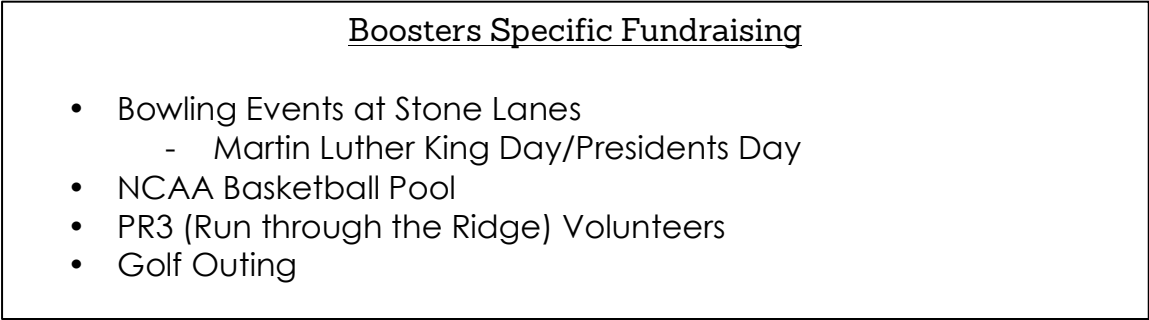 Boosters Specific Fundraising
• Bowling Events at Stone Lanes
- Martin Luther King Day/Presidents Day
• NCAA Basketball Pool
• PR3 (Run through the Ridge) Volunteers
• Golf Outing